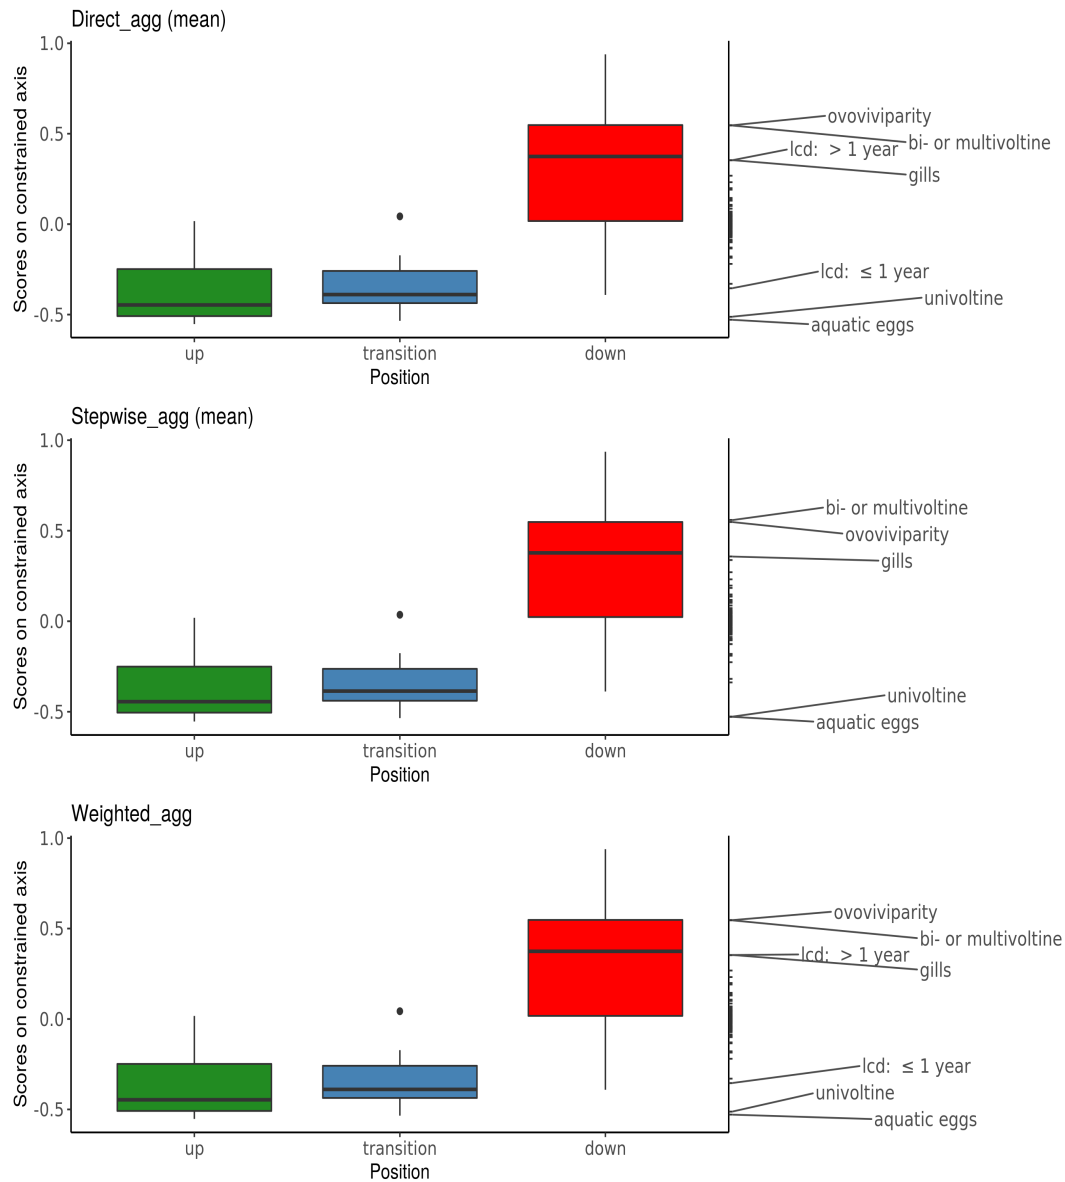 Direct_agg (mean)
1.0
0.5
0.0
-0.5
Scores on constrained axis
up
transition
down
Position
ovoviviparity
bi- or multivoltine
lcd:  > 1 year
gills
lcd:  ≤ 1 year
univoltine
aquatic eggs
Stepwise_agg (mean)
1.0
0.5
0.0
-0.5
Scores on constrained axis
up
transition
down
Position
bi- or multivoltine
ovoviviparity
gills
univoltine
aquatic eggs
Weighted_agg
1.0
0.5
0.0
-0.5
Scores on constrained axis
up
transition
down
Position
ovoviviparity
bi- or multivoltine
lcd:  > 1 year
gills
lcd:  ≤ 1 year
univoltine
aquatic eggs